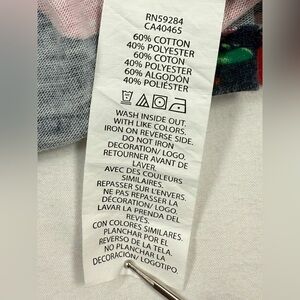 RN59284
CA40465
60% COTTON
40% POLYESTER
60% COTON
40% POLYESTER
60% ALGODON
40% POLIÉSTER
WASH INSIDE OUT.
WITH LIKE COLORS.
IRON ON REVERSE SIDE.
DO NOT IRON
DECORATION/ LOGO.
RETOURNER AVANT DE
LAVER.
AVEC DES COULEURS
SIMILAIRES.
REPASSER SUR L'ENVERS.
NE PAS REPASSER LA
DÉCORATION/ LOGO.
LAVAR LA PRENDA DEL
REVÉS.
CON COLORES SIMILARES.
PLANCHAR POR EL
REVERSO DE LA TELA.
NO PLANCHAR LA
DECORACIÓN/ LOGOTIPO.